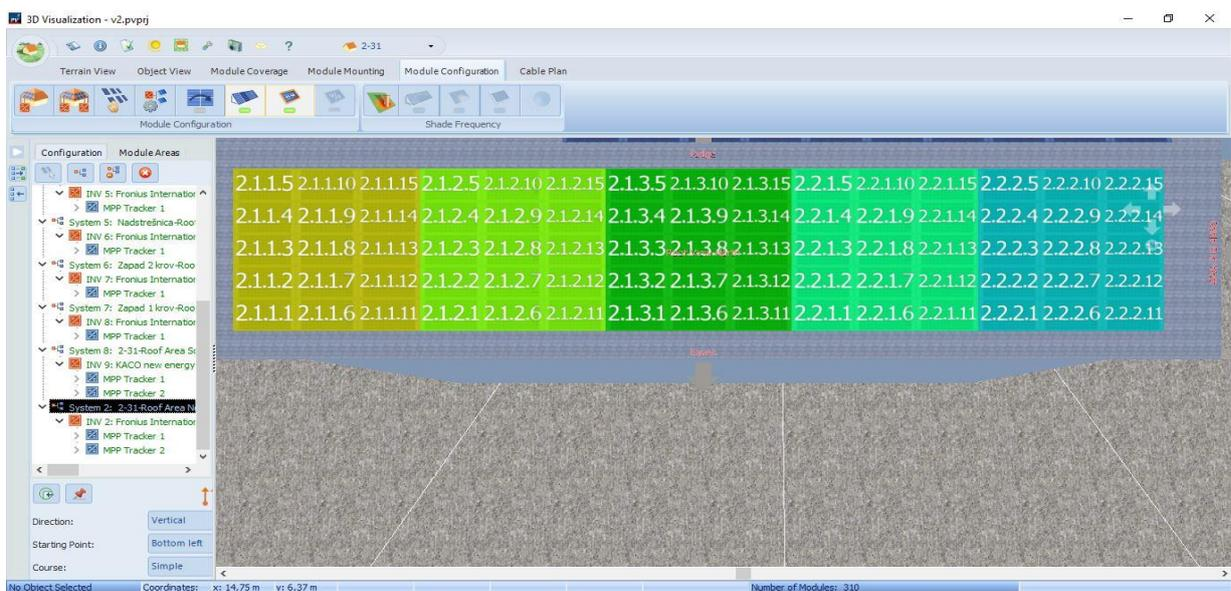 3D Visualization - v2.pvprj
2-31
Terrain View Object View Module Coverage Module Mounting Module Configuration Cable Plan
Module Configuration Shade Frequency
Configuration Module Areas
INV 5: Fronius Internation
MPP Tracker 1
System 5: Nadstrešnica-Roo
INV 6: Fronius Internation
MPP Tracker 1
System 6: Zapad 2 krov-Roo
INV 7: Fronius Internation
MPP Tracker 1
System 7: Zapad 1 krov-Roo
INV 8: Fronius Internation
MPP Tracker 1
System 8: 2-31-Roof Area So
INV 9: KACO new energy
MPP Tracker 1
MPP Tracker 2
System 2: 2-31-Roof Area No
INV 2: Fronius Internation
MPP Tracker 1
MPP Tracker 2
Direction: Vertical
Starting Point: Bottom left
Course: Simple
Ridge
2.1.1.5 2.1.1.10 2.1.1.15 2.1.2.5 2.1.2.10 2.1.2.15 2.1.3.5 2.1.3.10 2.1.3.15 2.2.1.5 2.2.1.10 2.2.1.15 2.2.2.5 2.2.2.10 2.2.2.15
2.1.1.4 2.1.1.9 2.1.1.14 2.1.2.4 2.1.2.9 2.1.2.14 2.1.3.4 2.1.3.9 2.1.3.14 2.2.1.4 2.2.1.9 2.2.1.14 2.2.2.4 2.2.2.9 2.2.2.14
2.1.1.3 2.1.1.8 2.1.1.13 2.1.2.3 2.1.2.8 2.1.2.13 2.1.3.3 2.1.3.8 2.1.3.13 2.2.1.3 2.2.1.8 2.2.1.13 2.2.2.3 2.2.2.8 2.2.2.13
2.1.1.2 2.1.1.7 2.1.1.12 2.1.2.2 2.1.2.7 2.1.2.12 2.1.3.2 2.1.3.7 2.1.3.12 2.2.1.2 2.2.1.7 2.2.1.12 2.2.2.2 2.2.2.7 2.2.2.12
2.1.1.1 2.1.1.6 2.1.1.11 2.1.2.1 2.1.2.6 2.1.2.11 2.1.3.1 2.1.3.6 2.1.3.11 2.2.1.1 2.2.1.6 2.2.1.11 2.2.2.1 2.2.2.6 2.2.2.11
Eaves
No Object Selected Coordinates: x: 14,75 m y: 6,37 m Number of Modules: 310